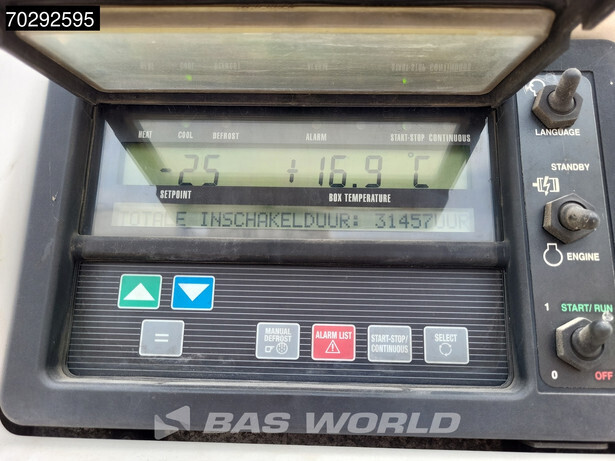 70292595
HEAT COOL DEFROST ALARM START-STOP CONTINUOUS
-25 +16.9 °C
SETPOINT BOX TEMPERATURE
TOTALE INSCHAKELDUUR: 31457UUR
=
MANUAL DEFROST
ALARM LIST
START-STOP/ CONTINUOUS
SELECT
LANGUAGE
STANDBY
ENGINE
1 START/RUN
0 OFF
BAS WORLD